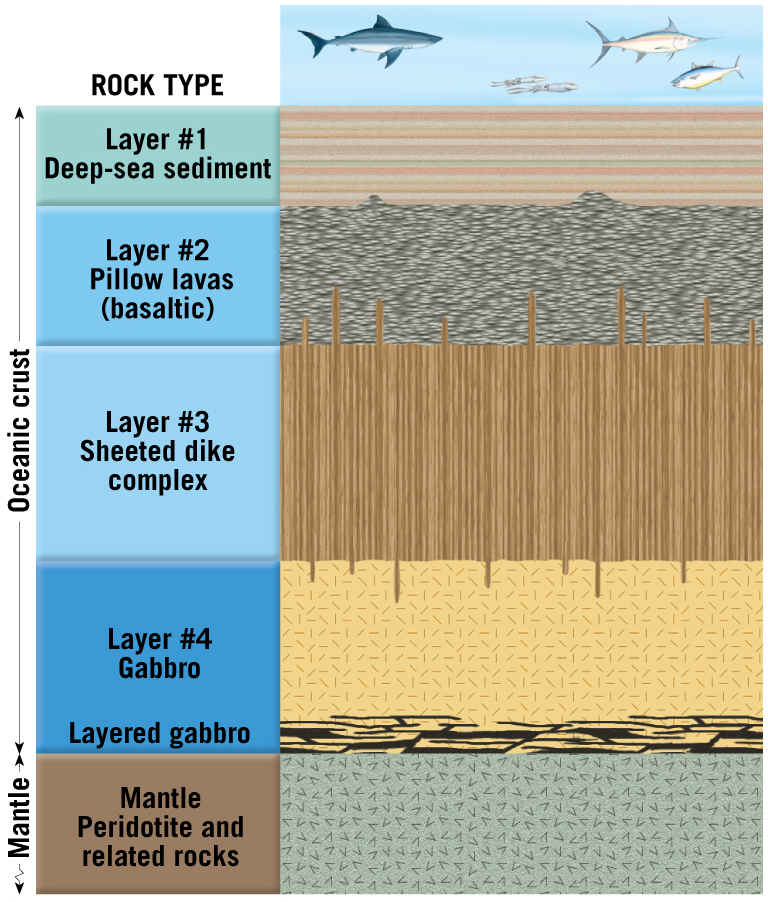 ROCK TYPE
Layer #1
Deep-sea sediment
Layer #2
Pillow lavas
(basaltic)
Layer #3
Sheeted dike
complex
Layer #4
Gabbro
Layered gabbro
Mantle
Peridotite and
related rocks
Oceanic crust
Mantle